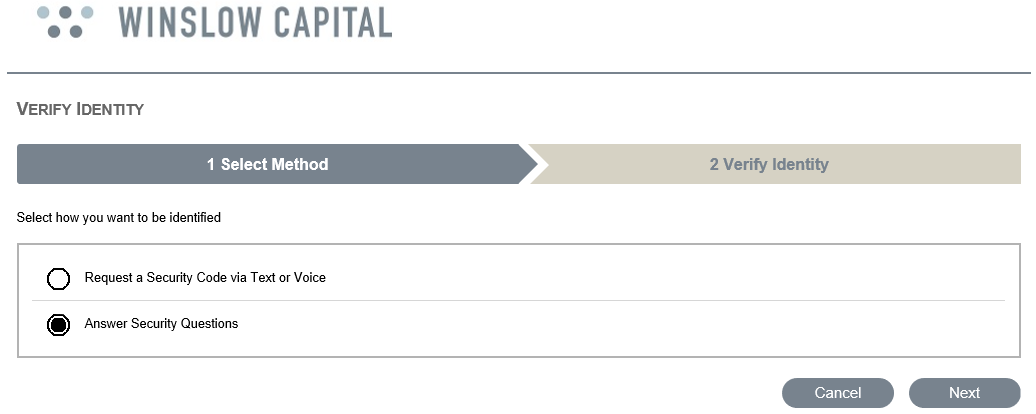 WINSLOW CAPITAL
VERIFY IDENTITY
1 Select Method
2 Verify Identity
Select how you want to be identified
Request a Security Code via Text or Voice
Answer Security Questions
Cancel
Next